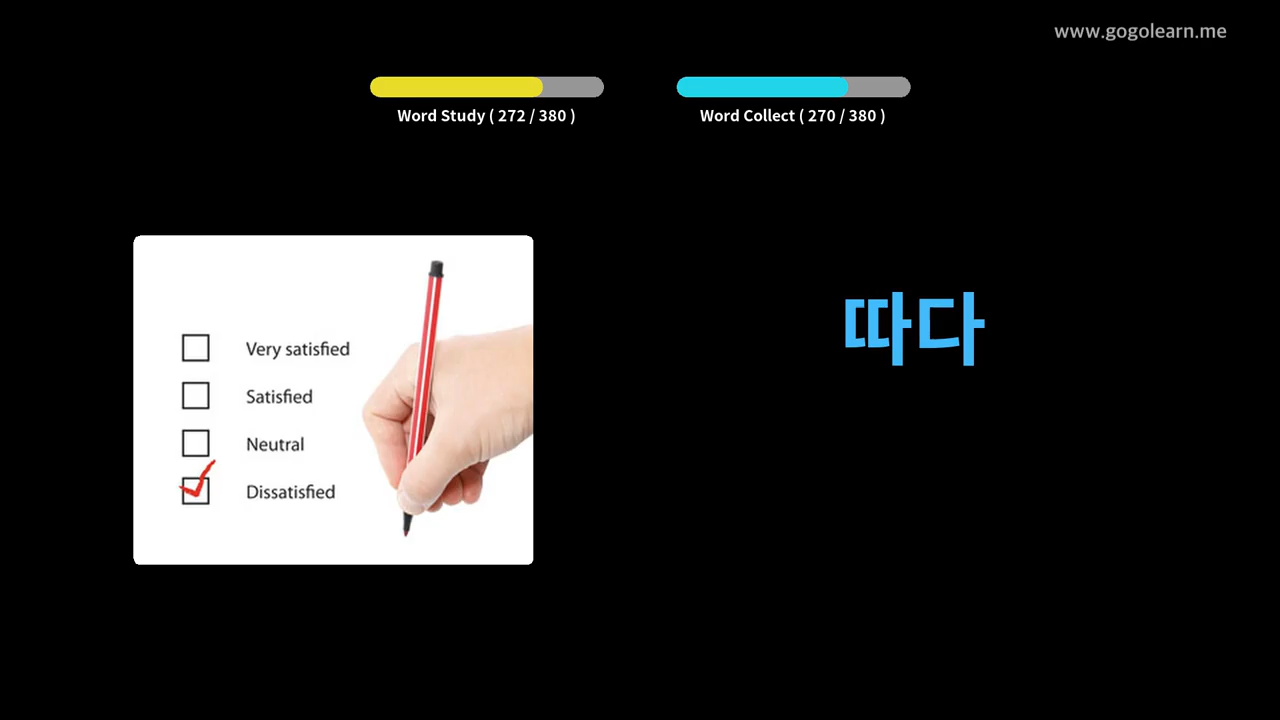 www.gogolearn.me
Word Study ( 272 / 380 )
Word Collect ( 270 / 380 )
따다
Very satisfied
Satisfied
Neutral
Dissatisfied